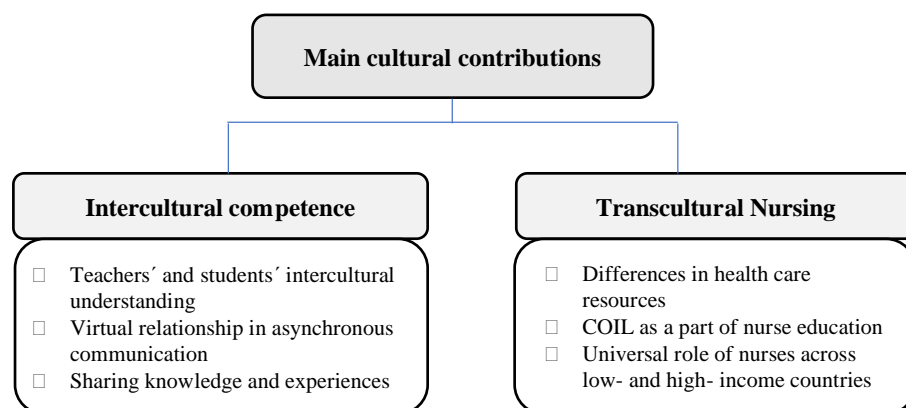 Main cultural contributions
Intercultural competence
Teachers´ and students´ intercultural
understanding
Virtual relationship in asynchronous
communication
Sharing knowledge and experiences
Transcultural Nursing
Differences in health care
resources
COIL as a part of nurse education
Universal role of nurses across
low- and high- income countries